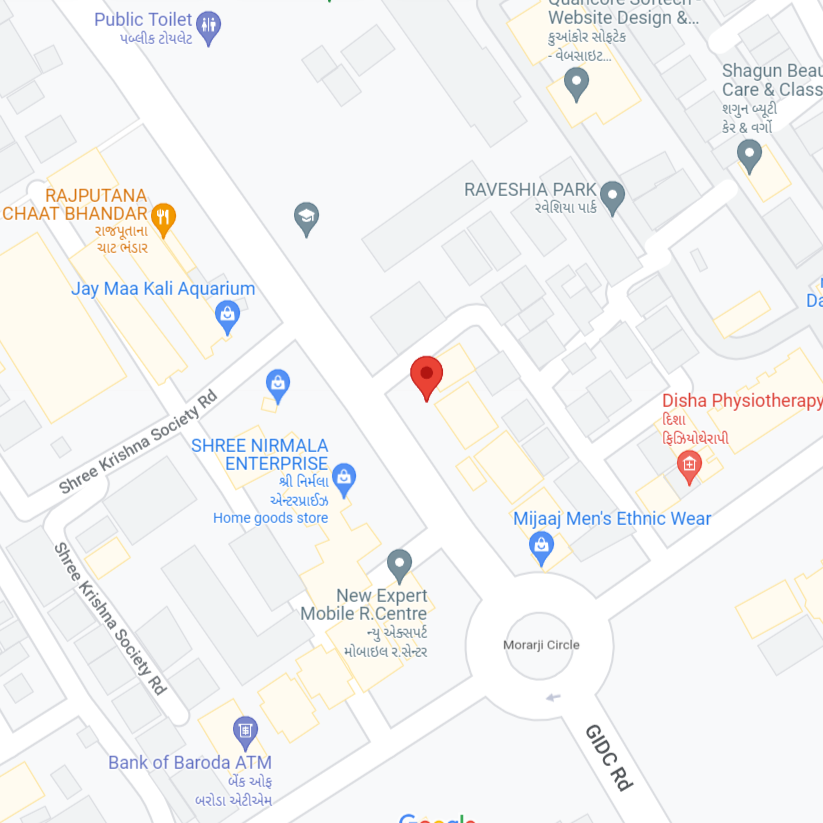 Public Toilet
પબ્લીક ટોયલેટ
Website Design &...
કુઆંકોર સોફટેક
- વેબસાઇટ...
Shagun Beau
Care & Class
શગુન બ્યૂટી
કેર & વર્ગો
RAVESHIA PARK
રવેશિયા પાર્ક
RAJPUTANA
CHAAT BHANDAR
રાજપૂતાના
ચાટ ભંડાર
Jay Maa Kali Aquarium
Da
Shree Krishna Society Rd
Disha Physiotherapy
દિશા
ફિઝિયોથેરાપી
SHREE NIRMALA
ENTERPRISE
શ્રી નિર્મલા
એન્ટરપ્રાઈઝ
Home goods store
Mijaaj Men's Ethnic Wear
Shree Krishna Society Rd
New Expert
Mobile R.Centre
ન્યુ એક્સપર્ટ
મોબાઇલ ર.સેન્ટર
Morarji Circle
GIDC Rd
Bank of Baroda ATM
બેંક ઓફ
બરોડા એટીએમ
Google